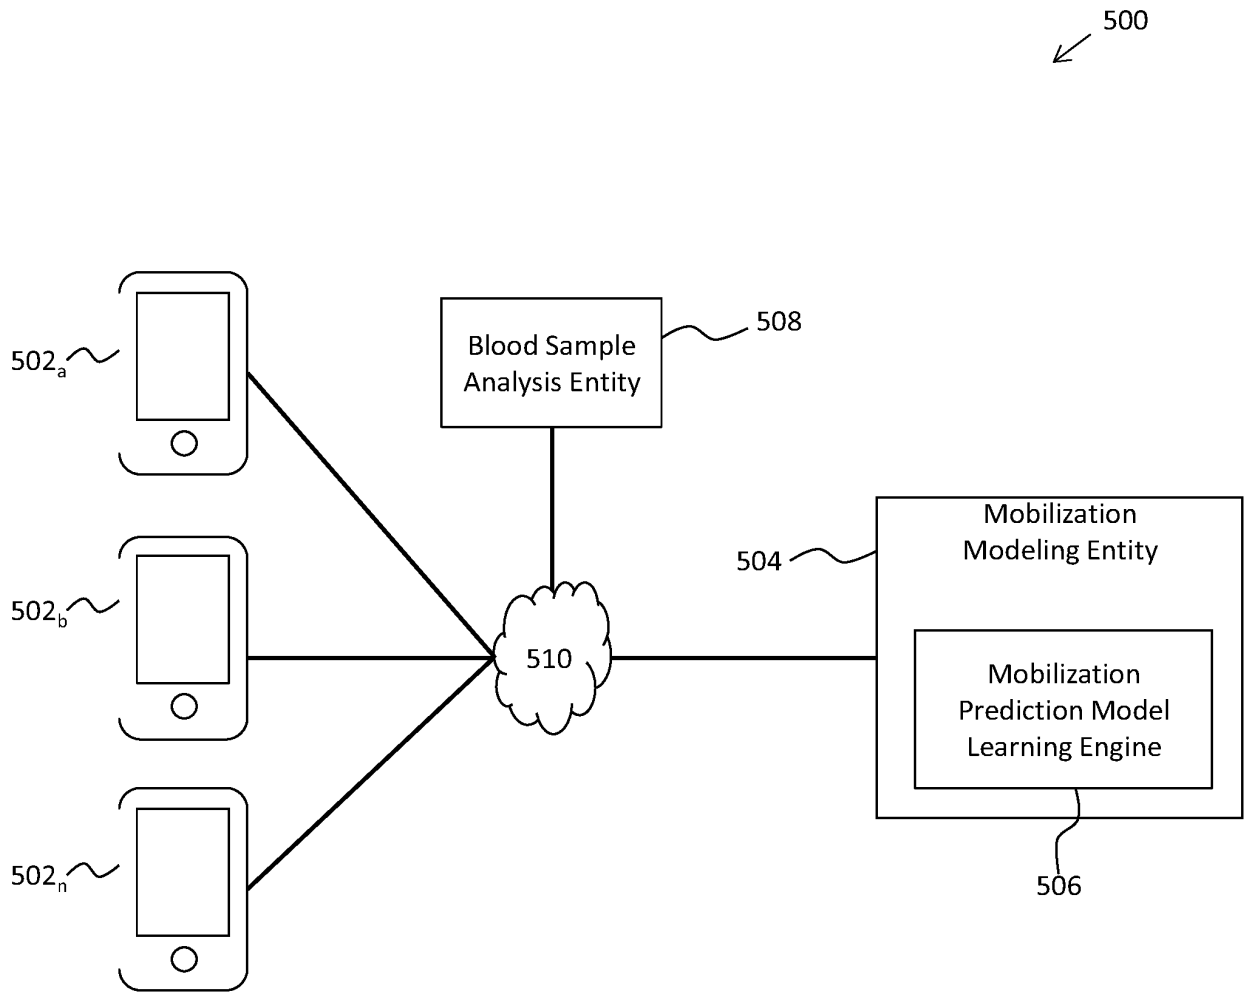 500
502a
508
Blood Sample
Analysis Entity
504
Mobilization
Modeling Entity
502b
510
Mobilization
Prediction Model
Learning Engine
502n
506